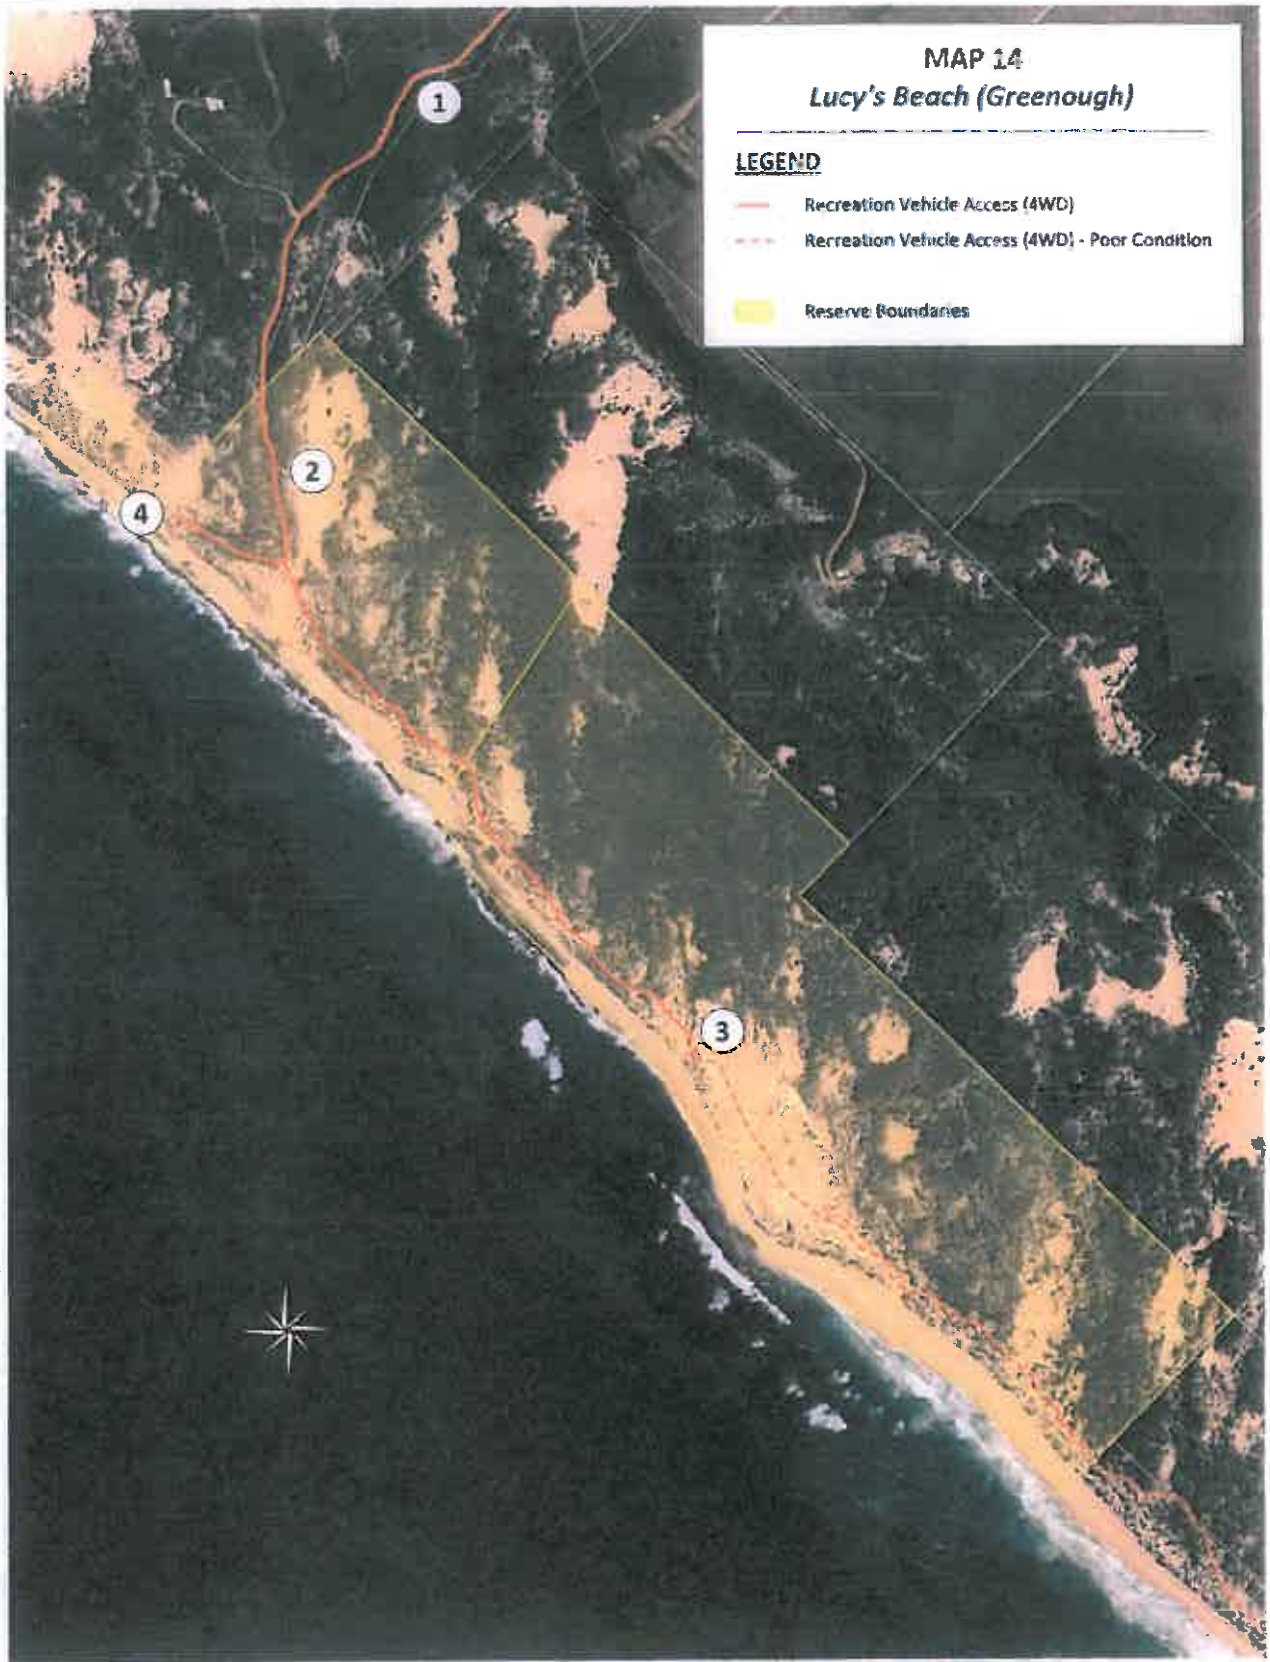 MAP 14
Lucy's Beach (Greenough)
LEGEND
Recreation Vehicle Access (4WD)
Recreation Vehicle Access (4WD) - Poor Condition
Reserve Boundaries
1
2
4
3